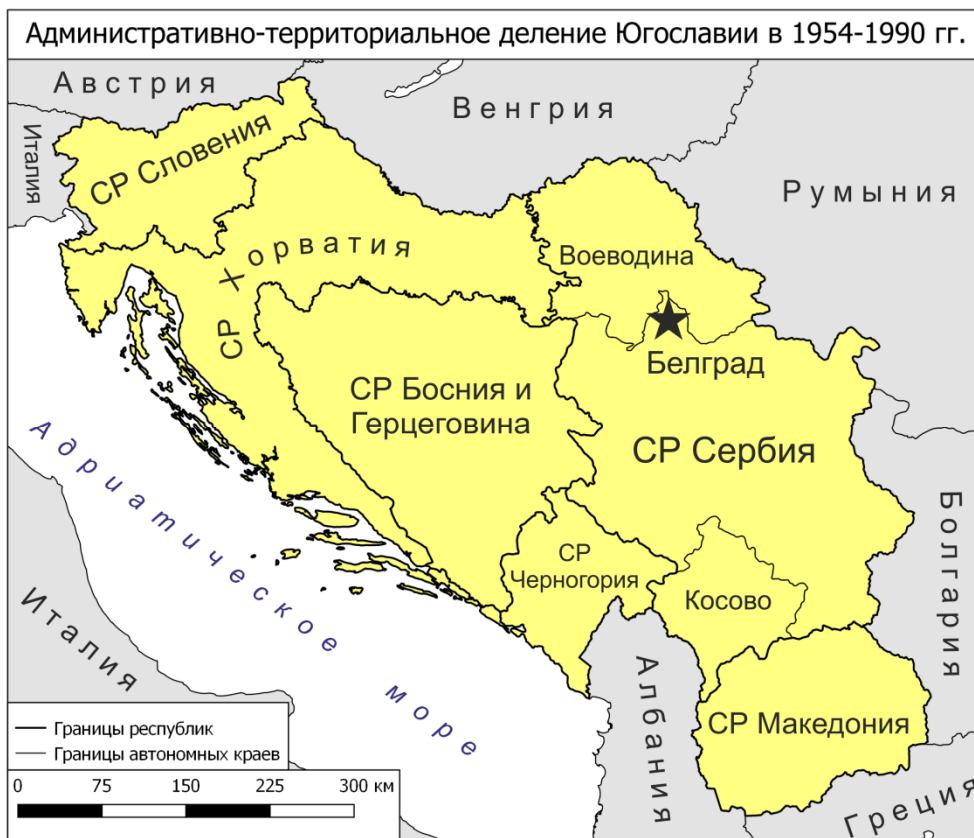 Административно-территориальное деление Югославии в 1954-1990 гг.
Австрия
Венгрия
Италия
СР Словения
Румыния
СР Хорватия
Воеводина
Белград
СР Босния и
Герцеговина
СР Сербия
Адриатическое море
Болгария
СР
Черногория
Косово
Италия
Албания
СР Македония
Греция
Границы республик
Границы автономных краев
0 75 150 225 300 км